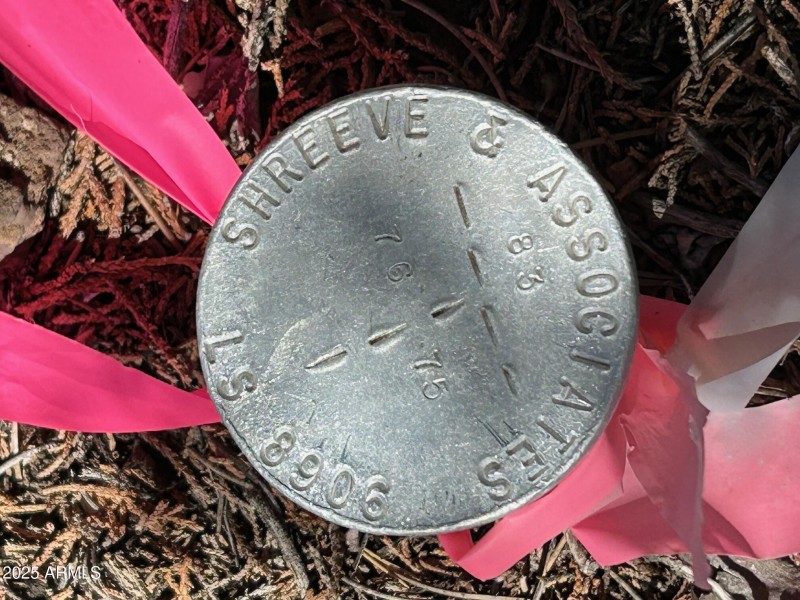 SHREEVE & ASSOCIATES
76
83
75
LS 8906
2025 ARMLS